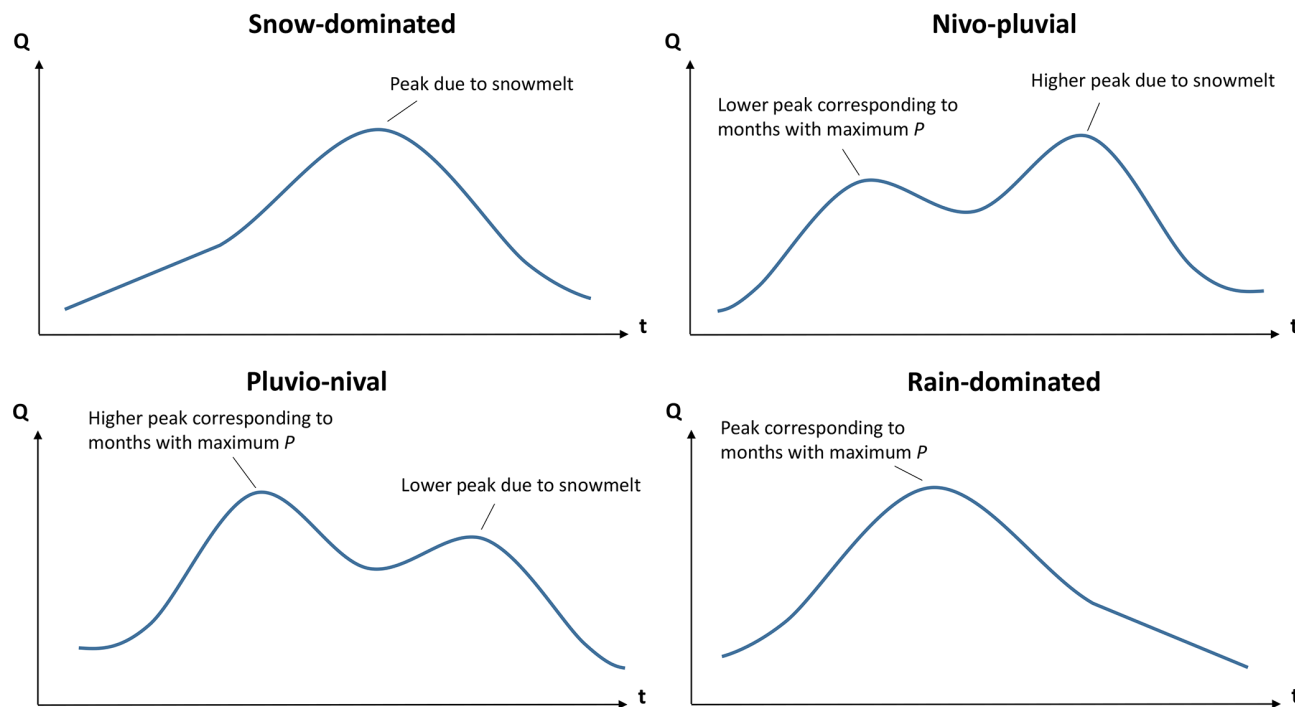 Snow-dominated
Q
Peak due to snowmelt
t
Nivo-pluvial
Q
Higher peak due to snowmelt
Lower peak corresponding to
months with maximum P
t
Pluvio-nival
Q
Higher peak corresponding to
months with maximum P
Lower peak due to snowmelt
t
Rain-dominated
Q
Peak corresponding to
months with maximum P
t